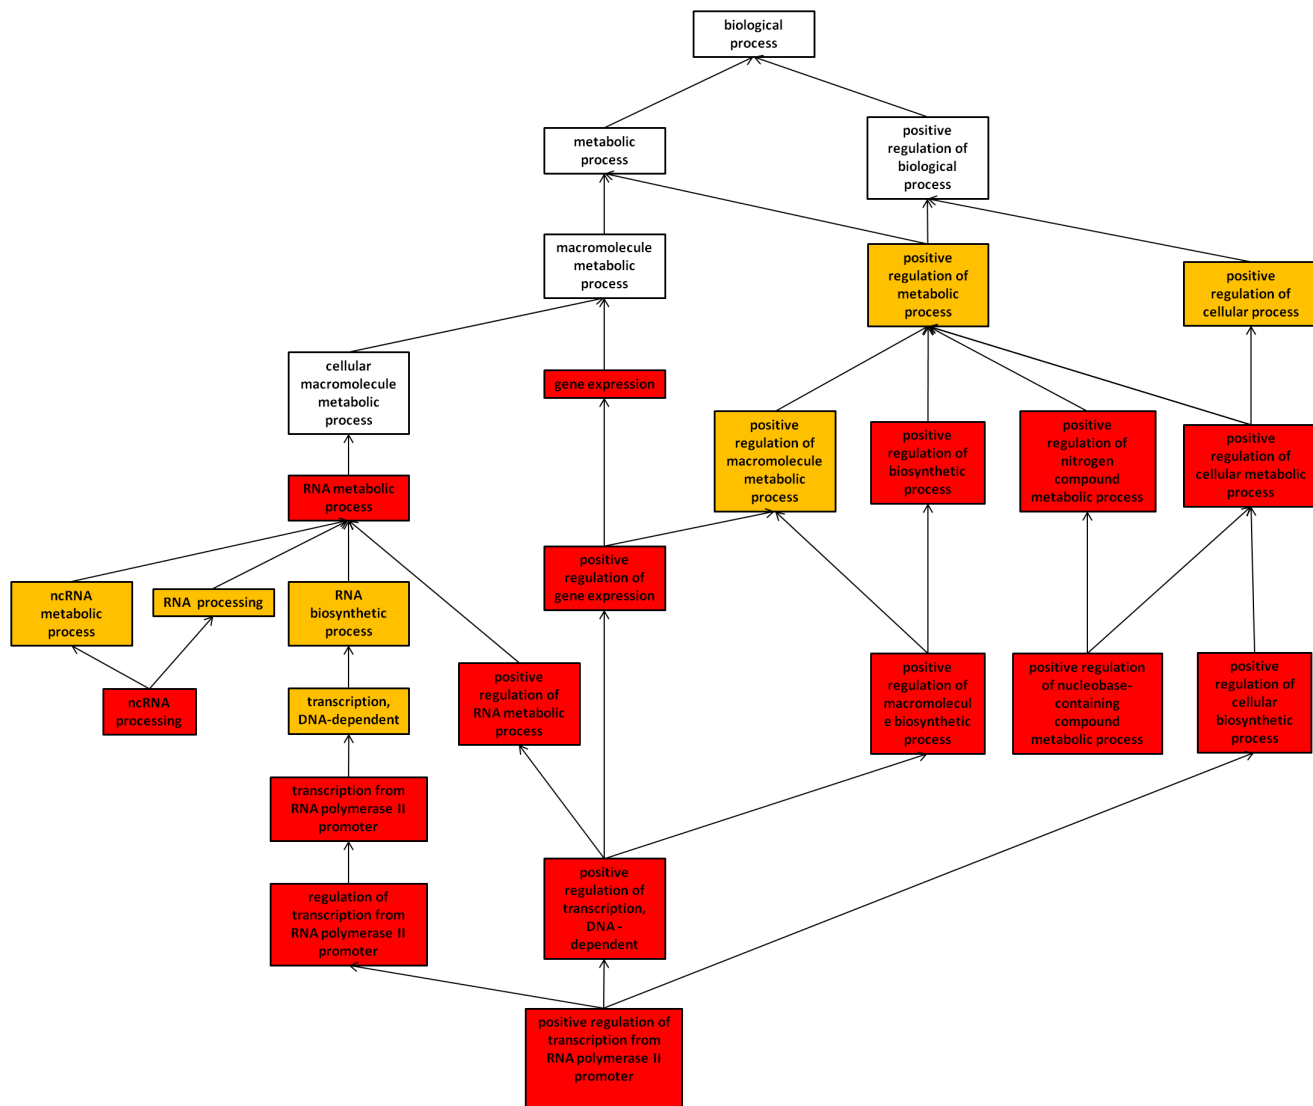 biological
process
metabolic
process
positive
regulation of
biological
process
macromolecule
metabolic
process
positive
regulation of
metabolic
process
positive
regulation of
cellular process
cellular
macromolecule
metabolic
process
gene expression
positive
regulation of
macromolecule
metabolic
process
positive
regulation of
biosynthetic
process
positive
regulation of
nitrogen
compound
metabolic process
positive
regulation of
cellular metabolic
process
RNA metabolic
process
positive
regulation of
gene expression
ncRNA
metabolic
process
RNA processing
RNA
biosynthetic
process
ncRNA
processing
transcription,
DNA-dependent
positive
regulation of
RNA metabolic
process
positive
regulation of
macromolecul
e biosynthetic
process
positive regulation
of nucleobase-
containing
compound
metabolic process
positive
regulation of
cellular
biosynthetic
process
transcription from
RNA polymerase II
promoter
regulation of
transcription from
RNA polymerase II
promoter
positive
regulation of
transcription,
DNA -
dependent
positive regulation of
transcription from
RNA polymerase II
promoter